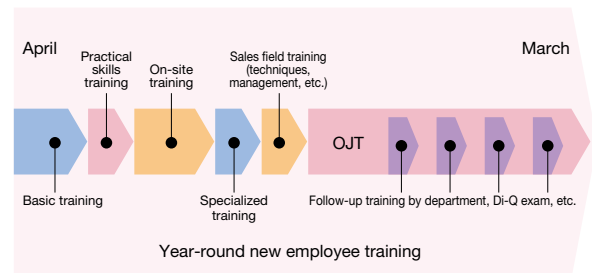 April
March
Practical
skills
training
On-site
training
Sales field training
(techniques,
management, etc.)
OJT
Basic training
Specialized
training
Follow-up training by department, Di-Q exam, etc.
Year-round new employee training